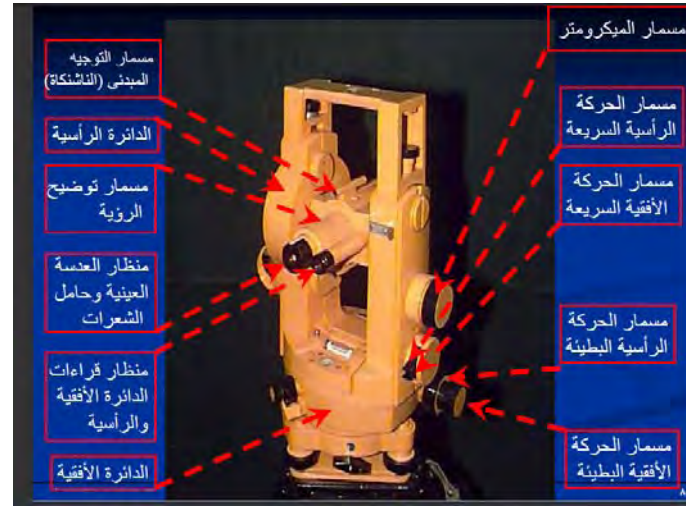 مسمار الميكرومتر
مسمار الحركة
الرأسية السريعة
مسمار الحركة
الأفقية السريعة
مسمار الحركة
الرأسية البطيئة
مسمار الحركة
الأفقية البطيئة
مسمار التوجيه
المبدئى (الناشنكاة)
الدائرة الرأسية
مسمار توضيح
الرؤية
منظار العدسة
العينية وحامل
الشعرات
منظار قراءات
الدائرة الأفقية
والرأسية
الدائرة الأفقية
٨